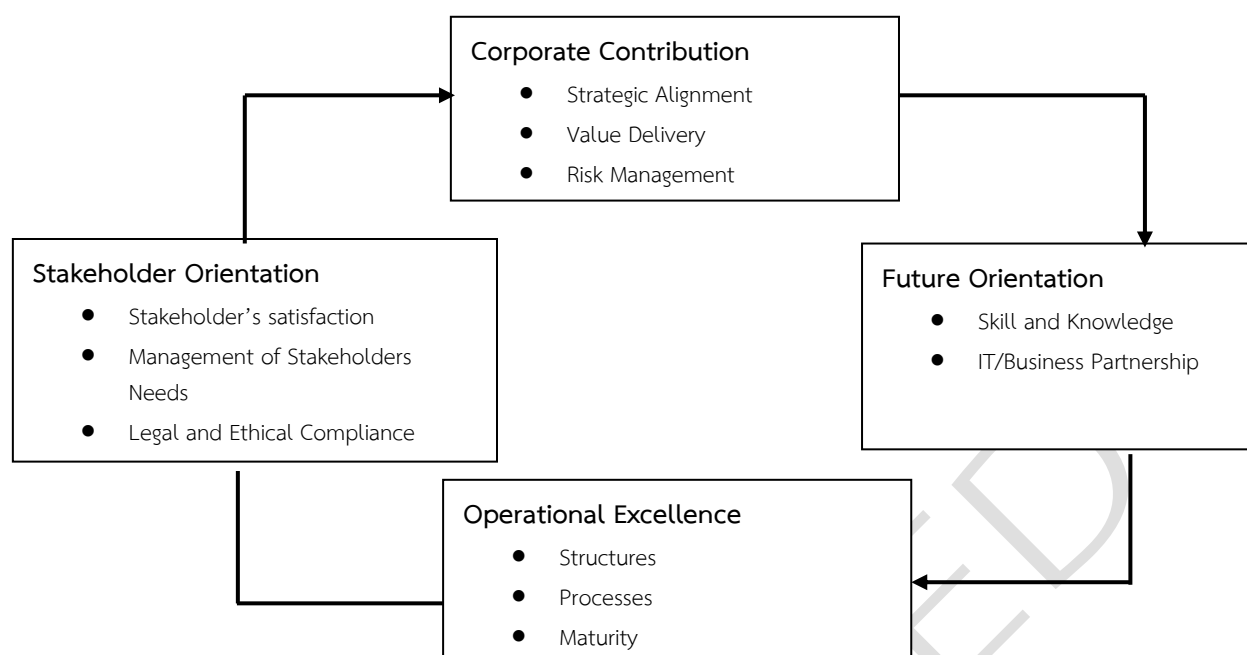 Corporate Contribution
● Strategic Alignment
● Value Delivery
● Risk Management
Stakeholder Orientation
● Stakeholder’s satisfaction
● Management of Stakeholders
Needs
● Legal and Ethical Compliance
Future Orientation
● Skill and Knowledge
● IT/Business Partnership
Operational Excellence
● Structures
● Processes
● Maturity
ED